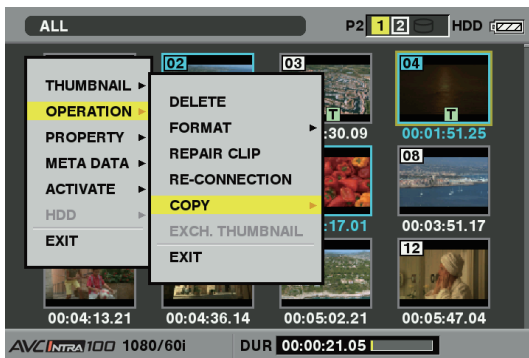 ALL P2 1 2 HDD
02 03 04
THUMBNAIL
OPERATION
PROPERTY
META DATA
ACTIVATE
HDD
EXIT
DELETE
FORMAT
REPAIR CLIP
RE-CONNECTION
COPY
EXCH. THUMBNAIL
EXIT
T T
:30.09 00:01:51.25
08
:17.01 00:03:51.17
12
00:04:13.21 00:04:36.14 00:05:02.21 00:05:47.04
AVC INTRA 100 1080/60i DUR 00:00:21.05